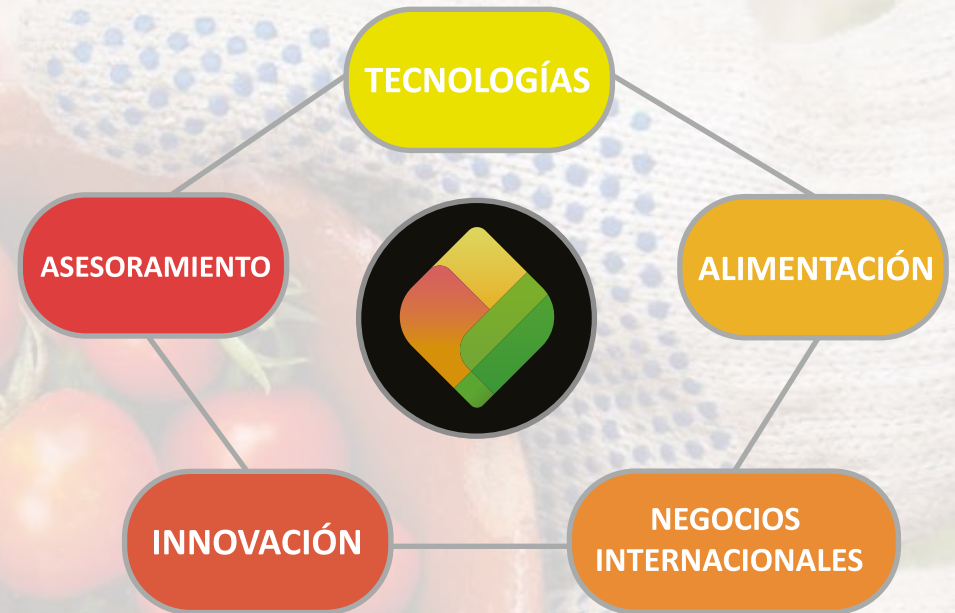 TECNOLOGÍAS
ASESORAMIENTO
ALIMENTACIÓN
INNOVACIÓN
NEGOCIOS
INTERNACIONALES